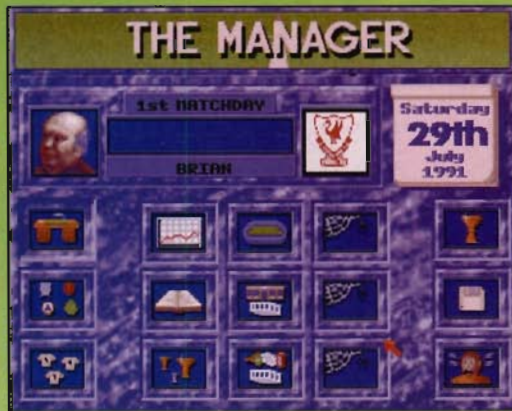 THE MANAGER
1st MATCHDAY
BRIAN
Saturday
29th
July
1991